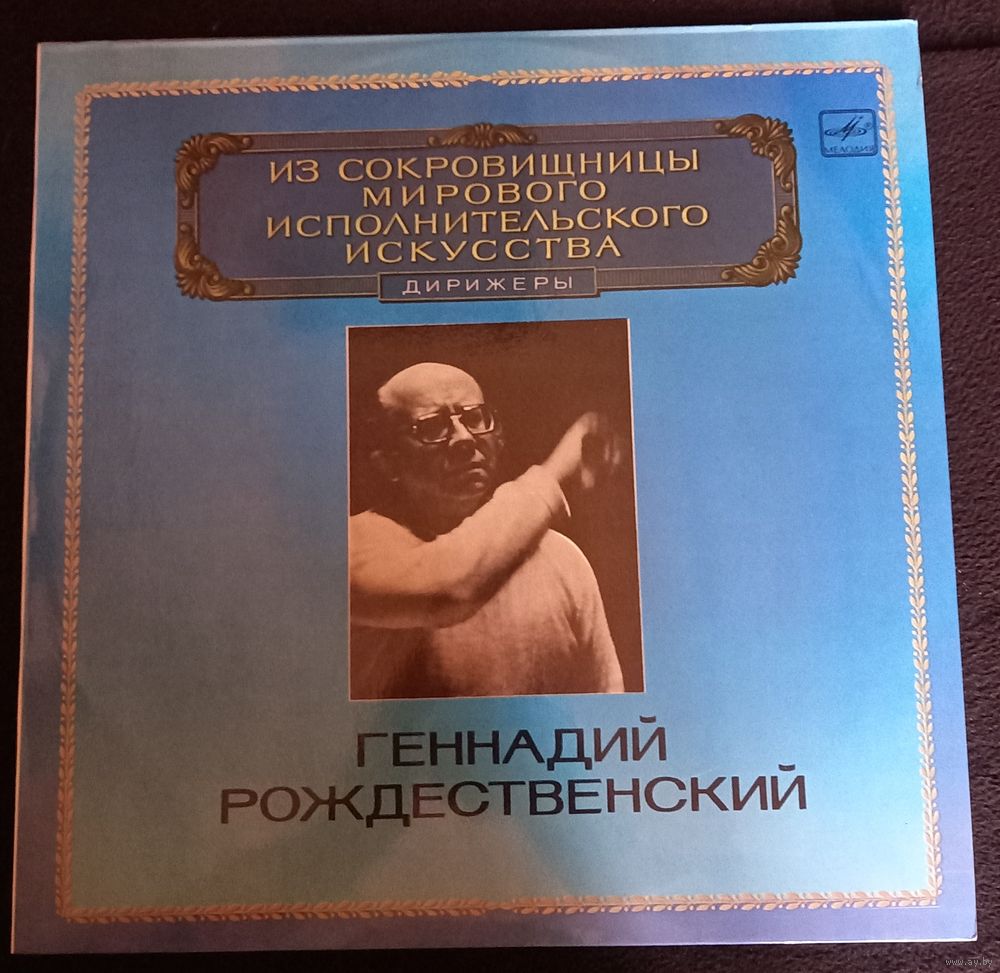 МЕЛОДИЯ
ИЗ СОКРОВИЩНИЦЫ
МИРОВОГО
ИСПОЛНИТЕЛЬСКОГО
ИСКУССТВА
ДИРИЖЕРЫ
ГЕННАДИЙ
РОЖДЕСТВЕНСКИЙ
www.ay.by